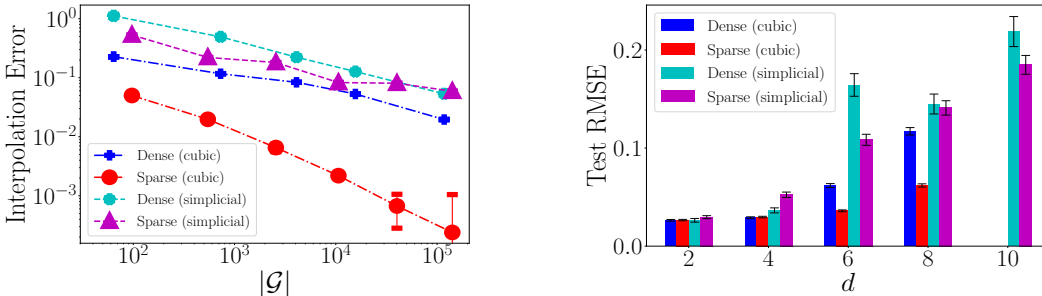 Interpolation Error
10^0
10^{-1}
10^{-2}
10^{-3}
Dense (cubic)
Sparse (cubic)
Dense (simplicial)
Sparse (simplicial)
10^2 10^3 10^4 10^5
|𝒢|
Test RMSE
0.2
0.1
0.0
Dense (cubic)
Sparse (cubic)
Dense (simplicial)
Sparse (simplicial)
2 4 6 8 10
d